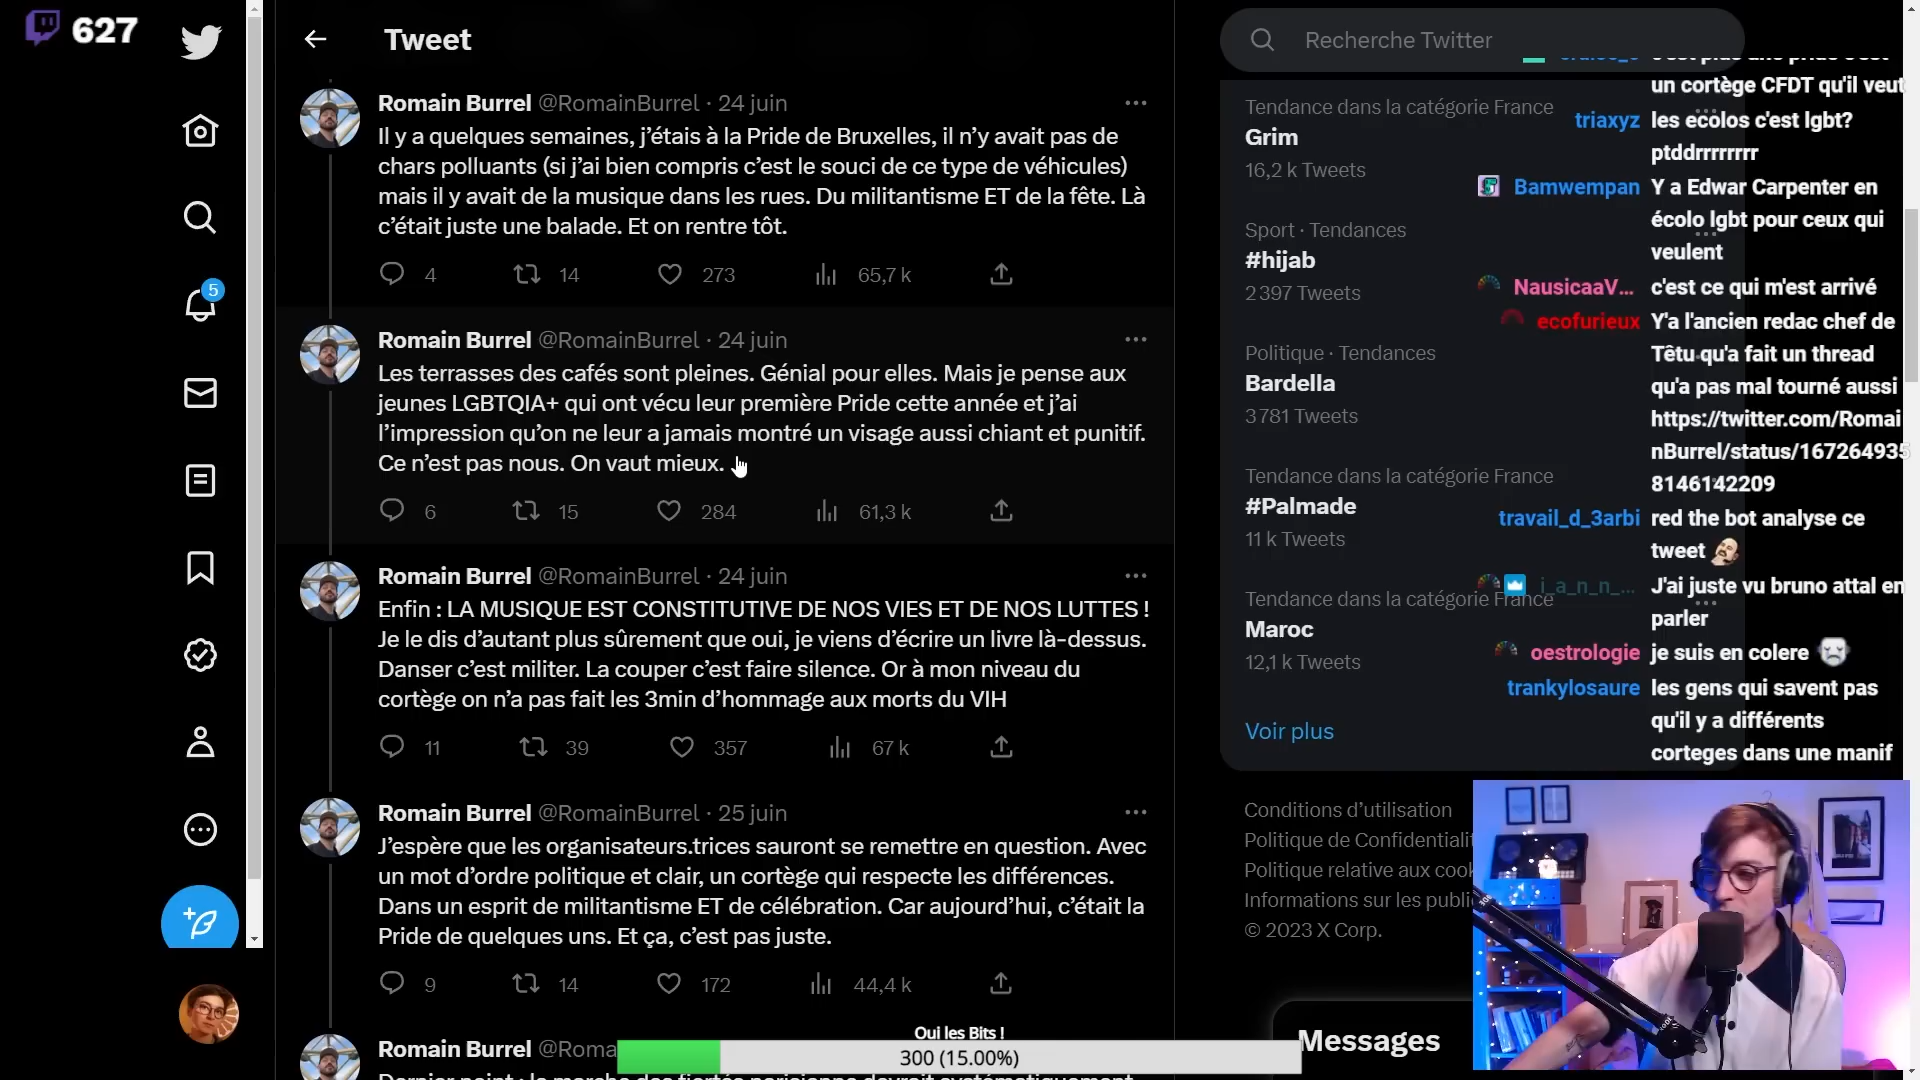 627
Tweet
Romain Burrel @RomainBurrel · 24 juin
Il y a quelques semaines, j’étais à la Pride de Bruxelles, il n’y avait pas de
chars polluants (si j’ai bien compris c’est le souci de ce type de véhicules)
mais il y avait de la musique dans les rues. Du militantisme ET de la fête. Là
c’était juste une balade. Et on rentre tôt.
4 14 273 65,7 k
Romain Burrel @RomainBurrel · 24 juin
Les terrasses des cafés sont pleines. Génial pour elles. Mais je pense aux
jeunes LGBTQIA+ qui ont vécu leur première Pride cette année et j’ai
l’impression qu’on ne leur a jamais montré un visage aussi chiant et punitif.
Ce n’est pas nous. On vaut mieux.
6 15 284 61,3 k
Romain Burrel @RomainBurrel · 24 juin
Enfin : LA MUSIQUE EST CONSTITUTIVE DE NOS VIES ET DE NOS LUTTES !
Je le dis d’autant plus sûrement que oui, je viens d’écrire un livre là-dessus.
Danser c’est militer. La couper c’est faire silence. Or à mon niveau du
cortège on n’a pas fait les 3min d’hommage aux morts du VIH
11 39 357 67 k
Romain Burrel @RomainBurrel · 25 juin
J’espère que les organisateurs.trices sauront se remettre en question. Avec
un mot d’ordre politique et clair, un cortège qui respecte les différences.
Dans un esprit de militantisme ET de célébration. Car aujourd’hui, c’était la
Pride de quelques uns. Et ça, c’est pas juste.
9 14 172 44,4 k
Romain Burrel @Roma
5
Recherche Twitter
Tendance dans la catégorie France
Grim
16,2 k Tweets
Sport · Tendances
#hijab
2 397 Tweets
Politique · Tendances
Bardella
3 781 Tweets
Tendance dans la catégorie France
#Palmade
11 k Tweets
Tendance dans la catégorie France
Maroc
12,1 k Tweets
Voir plus
Conditions d’utilisation
Politique de Confidentialit
Politique relative aux cook
Informations sur les public
© 2023 X Corp.
Messages
un cortège CFDT qu'il veut
triaxyz les ecolos c'est lgbt?
ptddrrrrrrrr
Bamwempan Y a Edwar Carpenter en
écolo lgbt pour ceux qui
veulent
NausicaaV... c'est ce qui m'est arrivé
ecofurieux Y'a l'ancien redac chef de
Têtu qu'a fait un thread
qu'a pas mal tourné aussi
https://twitter.com/Romai
nBurrel/status/167264935
8146142209
travail_d_3arbi red the bot analyse ce
tweet
i_a_n_n_... J'ai juste vu bruno attal en
parler
oestrologie je suis en colere
trankylosaure les gens qui savent pas
qu'il y a différents
corteges dans une manif
Oui les Bits !
300 (15.00%)